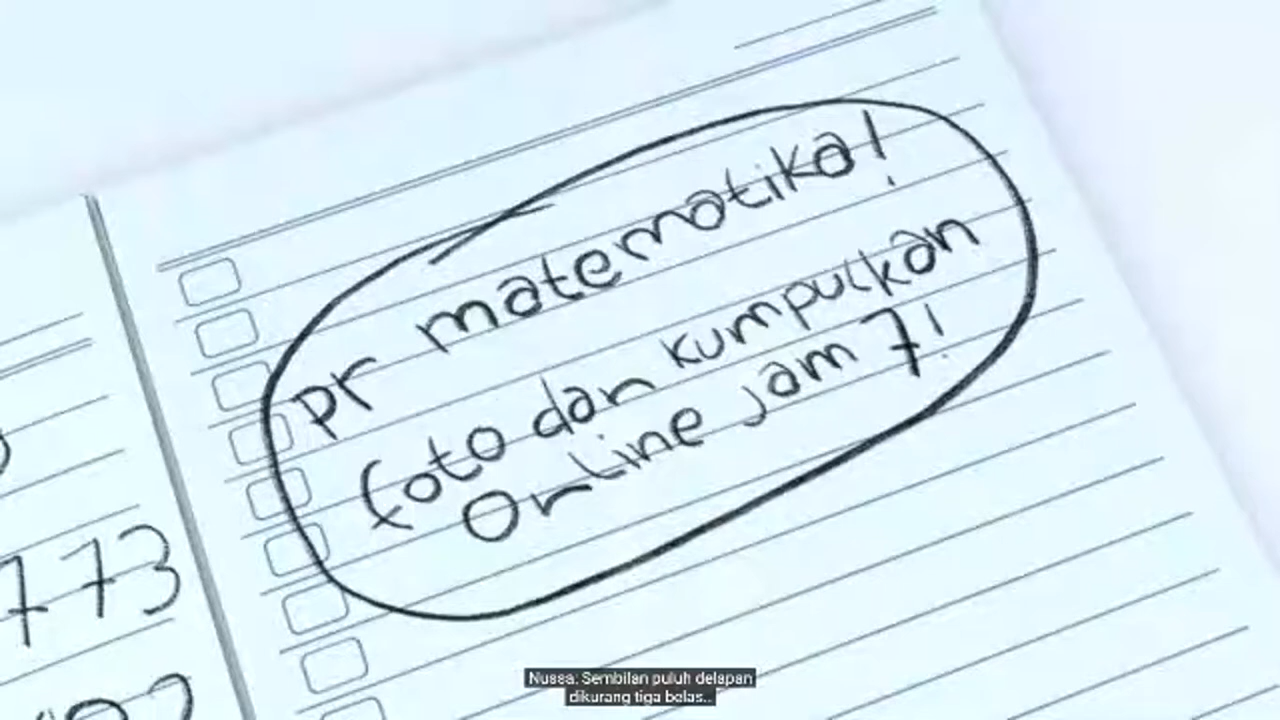 pr matematika!
foto dan kumpulkan
Online jam 7!
773
Nussa: Sembilan puluh delapan
dikurang tiga belas..